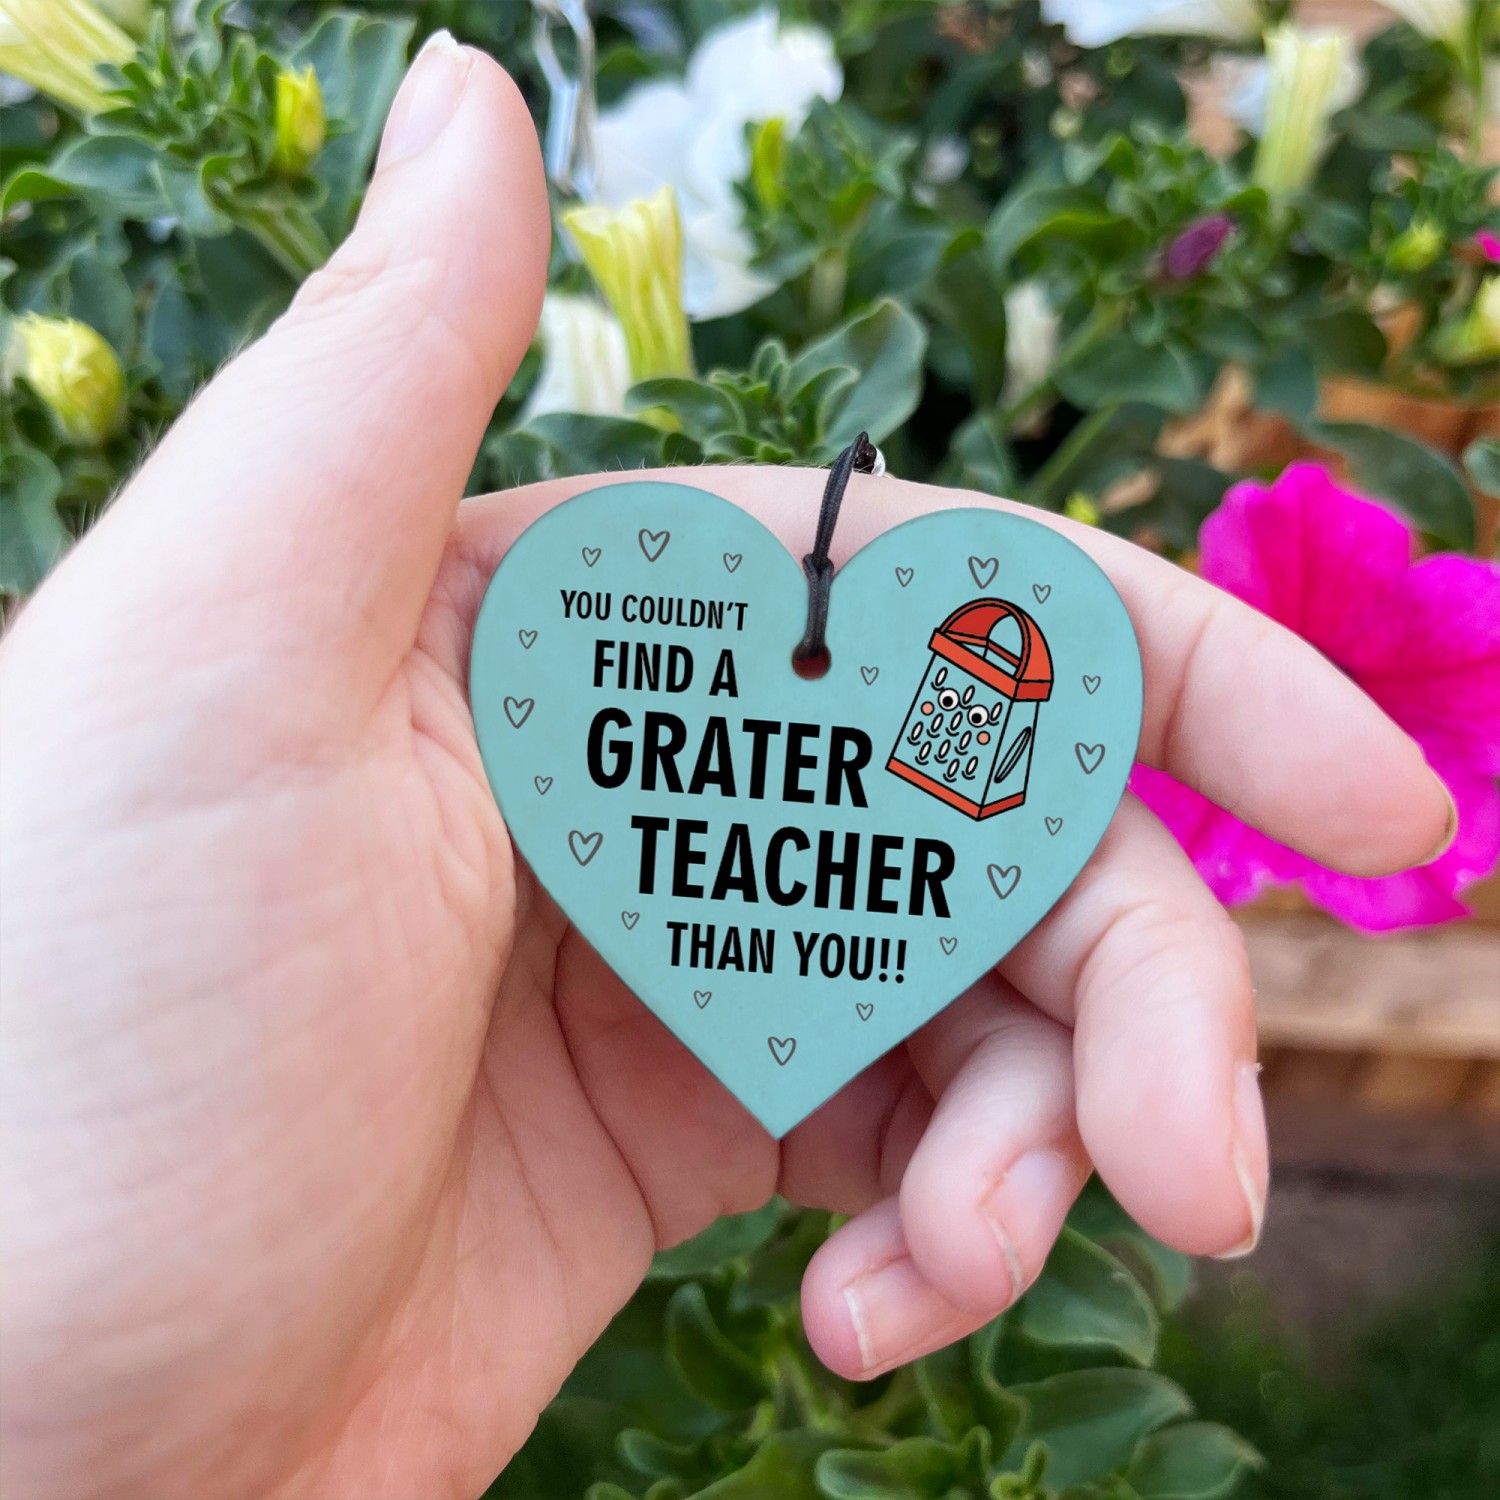 YOU COULDN'T
FIND A
GRATER
TEACHER
THAN YOU!!